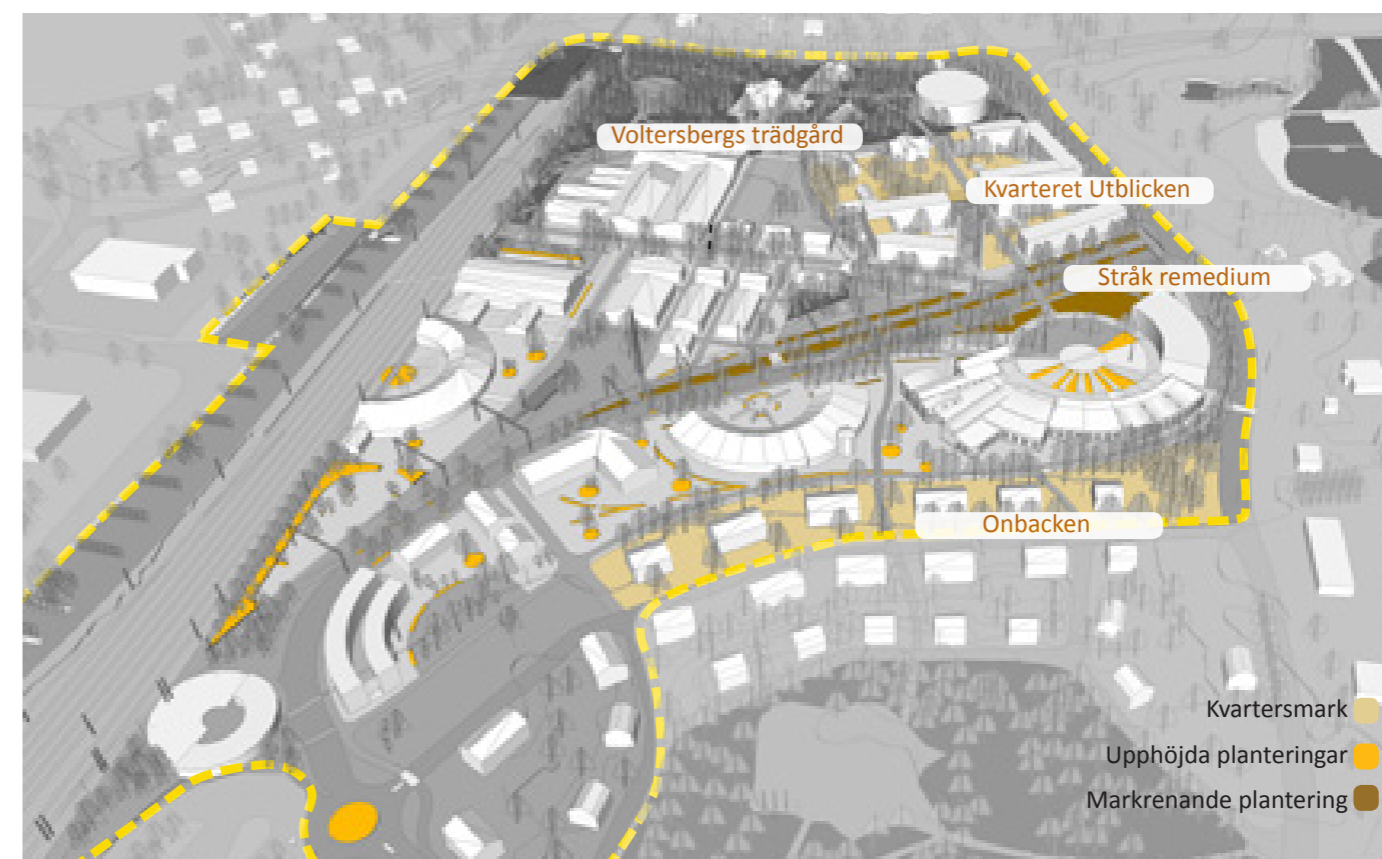 Voltersbergs trädgård
Kvarteret Utblicken
Stråk remedium
Onbacken
Kvartersmark
Upphöjda planteringar
Markrenande plantering